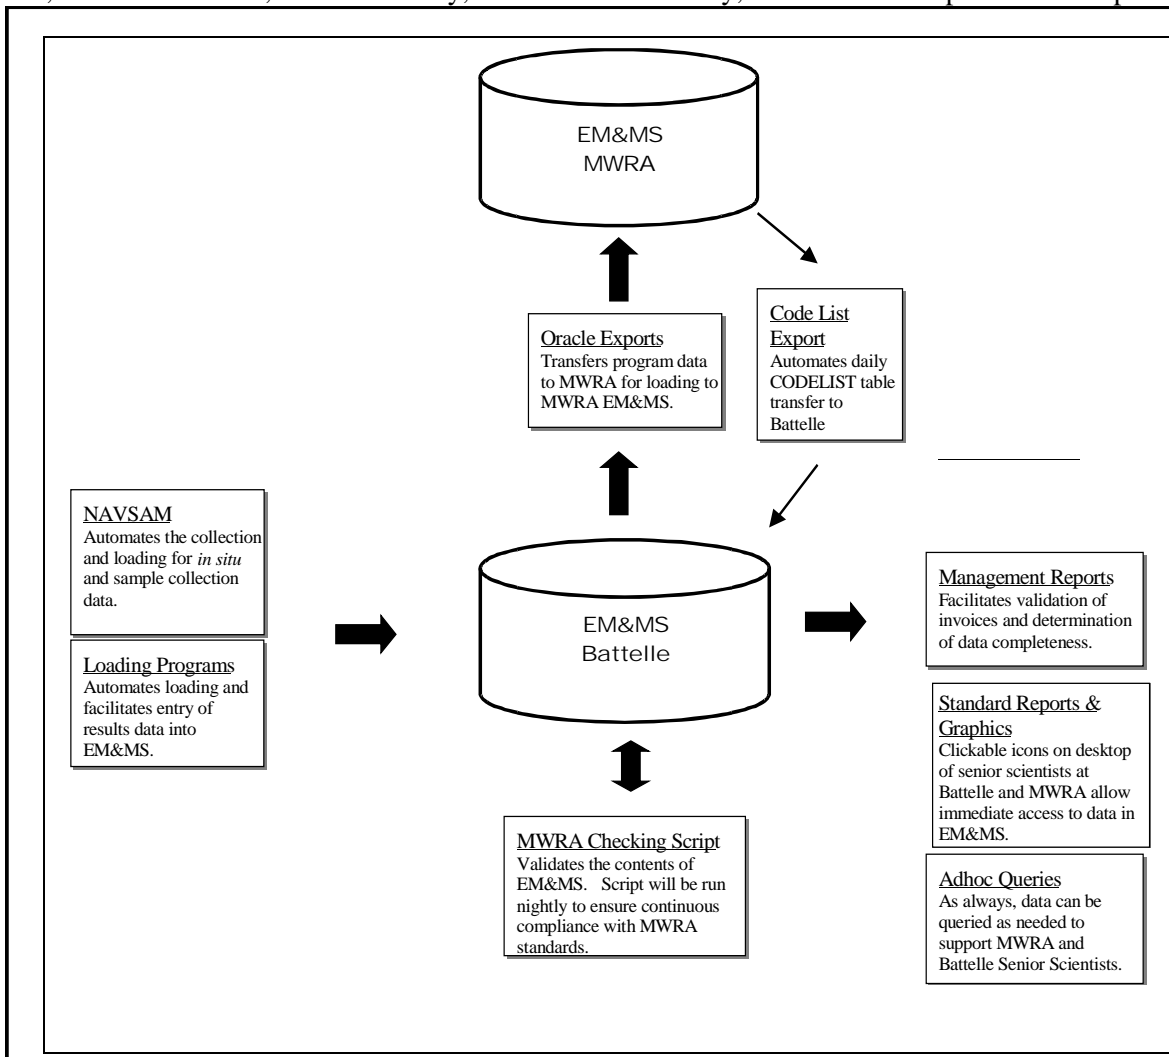 EM&MS
MWRA
Oracle Exports
Transfers program data
to MWRA for loading to
MWRA EM&MS.
Code List
Export
Automates daily
CODELIST table
transfer to
Battelle
NAVSAM
Automates the collection
and loading for in situ
and sample collection
data.
Loading Programs
Automates loading and
facilitates entry of
results data into
EM&MS.
EM&MS
Battelle
Management Reports
Facilitates validation of
invoices and determination
of data completeness.
Standard Reports &
Graphics
Clickable icons on desktop
of senior scientists at
Battelle and MWRA allow
immediate access to data in
EM&MS.
MWRA Checking Script
Validates the contents of
EM&MS. Script will be run
nightly to ensure continuous
compliance with MWRA
standards.
Adhoc Queries
As always, data can be
queried as needed to
support MWRA and
Battelle Senior Scientists.